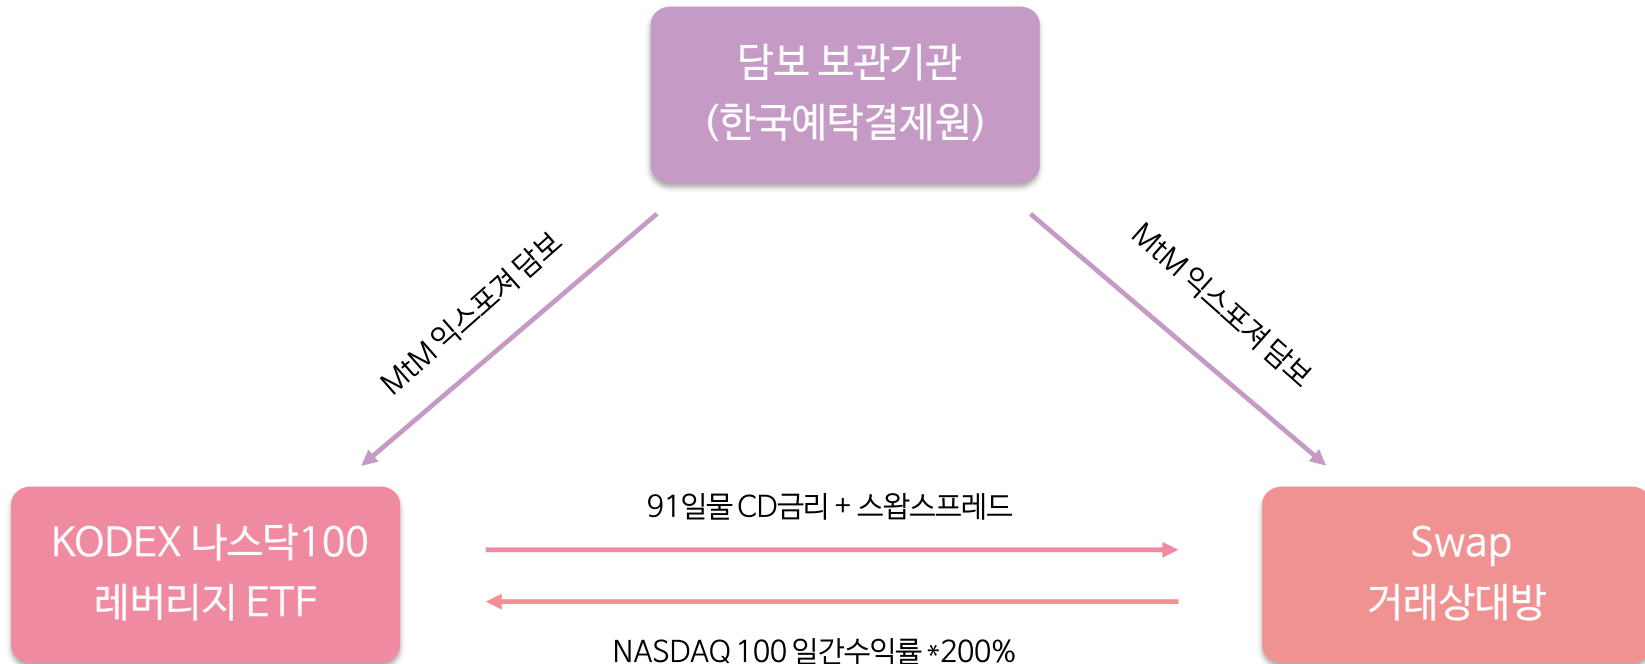 담보 보관기관
(한국예탁결제원)
MtM 익스포져 담보
MtM 익스포져 담보
91일물 CD금리 + 스왑스프레드
KODEX 나스닥100
레버리지 ETF
Swap
거래상대방
NASDAQ 100 일간수익률 *200%